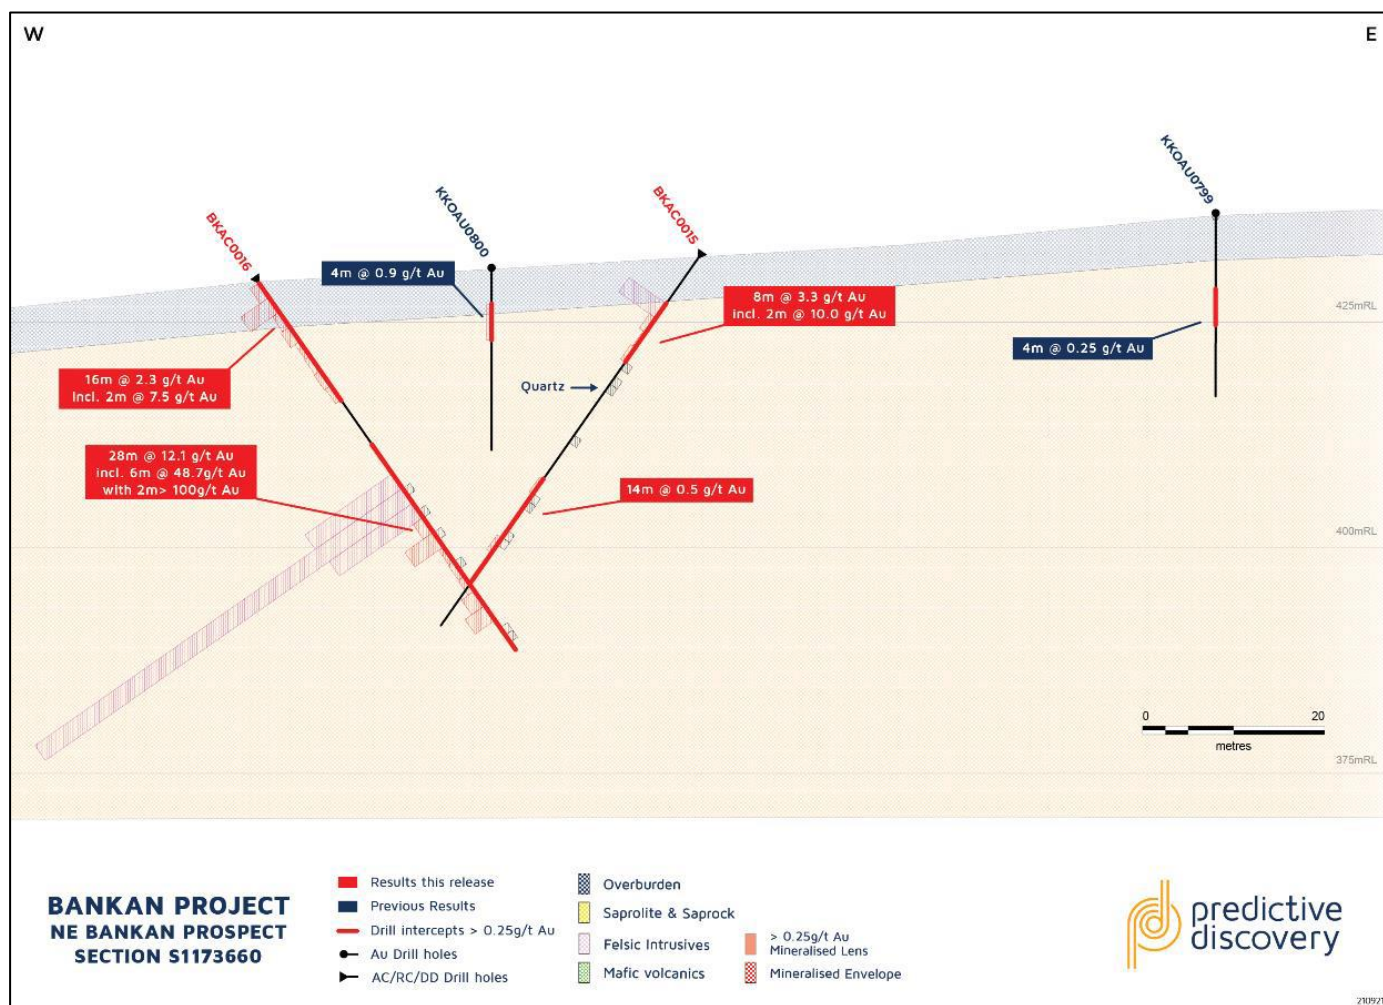 W
E
KKOAU0799
KKOAU0800
BKAC0015
BKAC0016
4m @ 0.9 g/t Au
8m @ 3.3 g/t Au
incl. 2m @ 10.0 g/t Au
425mRL
4m @ 0.25 g/t Au
16m @ 2.3 g/t Au
incl. 2m @ 7.5 g/t Au
Quartz
28m @ 12.1 g/t Au
incl. 6m @ 48.7g/t Au
with 2m> 100g/t Au
14m @ 0.5 g/t Au
400mRL
0 20
metres
375mRL
BANKAN PROJECT
NE BANKAN PROSPECT
SECTION S1173660
Results this release
Previous Results
Drill intercepts > 0.25g/t Au
Au Drill holes
AC/RC/DD Drill holes
Overburden
Saprolite & Saprock
Felsic Intrusives
Mafic volcanics
> 0.25g/t Au
Mineralised Lens
Mineralised Envelope
predictive
discovery
210921